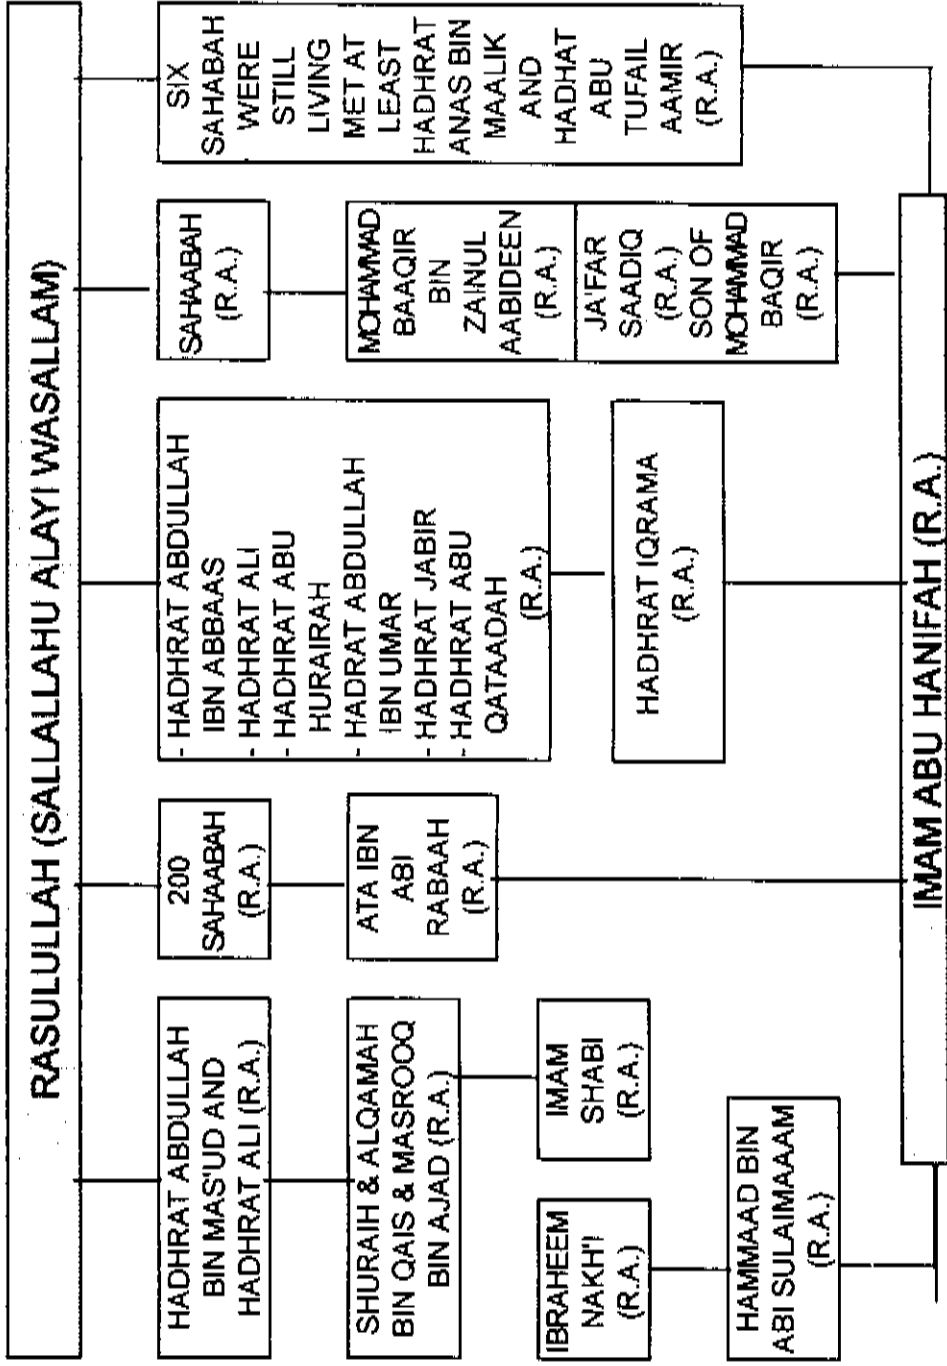 RASULULLAH (SALLALLAHU ALAYI WASALLAM)
HADHRAT ABDULLAH
BIN MAS'UD AND
HADHRAT ALI (R.A.)
SHURAIH & ALQAMAH
BIN QAIS & MASROOQ
BIN AJAD (R.A.)
IBRAHEEM
NAKH'I
(R.A.)
IMAM
SHABI
(R.A.)
HAMMAAD BIN
ABI SULAIMAAAM
(R.A.)
200
SAHAABAH
(R.A.)
ATA IBN
ABI
RABAAH
(R.A.)
- HADHRAT ABDULLAH
IBN ABBAAS
- HADHRAT ALI
- HADHRAT ABU
HURAIRAH
- HADRAT ABDULLAH
IBN UMAR
- HADHRAT JABIR
- HADHRAT ABU
QATAADAH
(R.A.)
HADHRAT IQRAMA
(R.A.)
SAHAABAH
(R.A.)
MOHAMMAD
BAAQIR
BIN
ZAINUL
AABIDEEN
(R.A.)
JA'FAR
SAADIQ
(R.A.)
SON OF
MOHAMMAD
BAQIR
(R.A.)
SIX
SAHABAH
WERE
STILL
LIVING
MET AT
LEAST
HADHRAT
ANAS BIN
MAALIK
AND
HADHAT
ABU
TUFAIL
AAMIR
(R.A.)
IMAM ABU HANIFAH (R.A.)